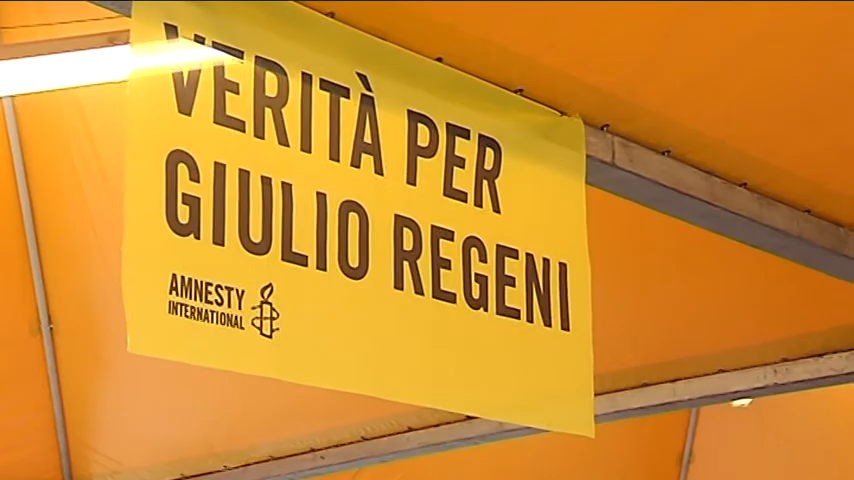 VERITÀ PER
GIULIO REGENI
AMNESTY
INTERNATIONAL